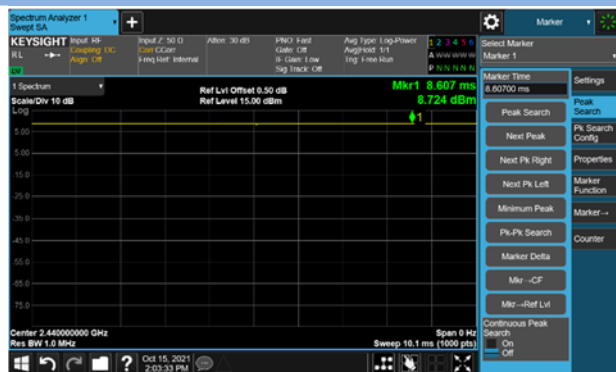 Spectrum Analyzer 1
Swept SA
Marker
KEYSIGHT
RL
Input: RF
Coupling: DC
Align: Off
Input Z: 50 Ω
Corr CCorr
Freq Ref: Internal
Atten: 30 dB
PNO: Fast
Gate: Off
IF Gain: Low
Sig Track: Off
Avg Type: Log-Power
Avg|Hold: 1/1
Trig: Free Run
1 2 3 4 5 6
A W W W W W
P N N N N N
Select Marker
Marker 1
1 Spectrum
Scale/Div 10 dB
Log
Ref Lvl Offset 0.50 dB
Ref Level 15.00 dBm
Mkr1 8.607 ms
8.724 dBm
1
5.00
-5.00
-15.0
-25.0
-35.0
-45.0
-55.0
-65.0
-75.0
Center 2.440000000 GHz
Res BW 1.0 MHz
Span 0 Hz
Sweep 10.1 ms (1000 pts)
Marker Time
8.60700 ms
Peak Search
Next Peak
Next Pk Right
Next Pk Left
Minimum Peak
Pk-Pk Search
Marker Delta
Mkr→CF
Mkr→Ref Lvl
Continuous Peak
Search
On
Off
Settings
Peak
Search
Pk Search
Config
Properties
Marker
Function
Marker→
Counter
?
Oct 15, 2021
2:03:33 PM